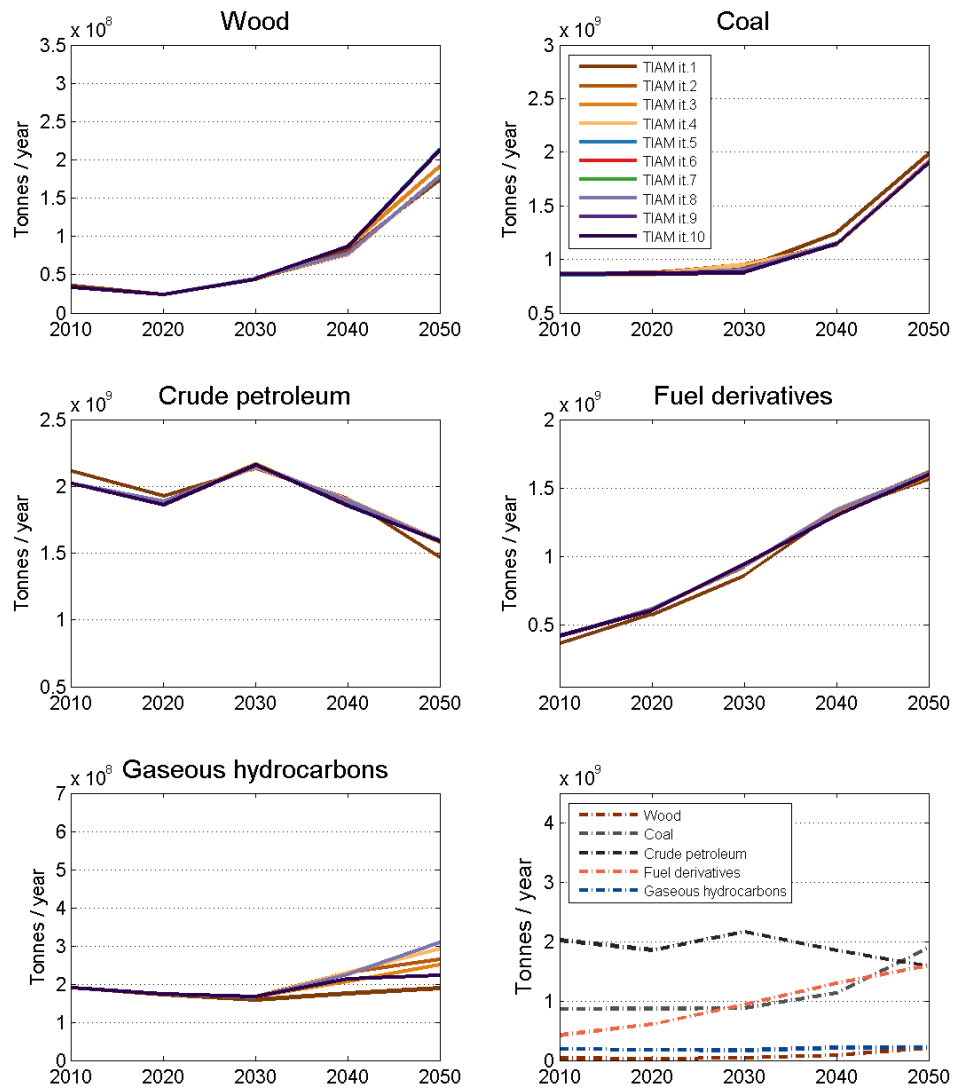 Wood
x 10^8
3.5
3
2.5
2
1.5
1
0.5
0
Tonnes / year
2010 2020 2030 2040 2050
Coal
x 10^9
3
2.5
2
1.5
1
0.5
Tonnes / year
2010 2020 2030 2040 2050
TIAM it.1
TIAM it.2
TIAM it.3
TIAM it.4
TIAM it.5
TIAM it.6
TIAM it.7
TIAM it.8
TIAM it.9
TIAM it.10
Crude petroleum
x 10^9
2.5
2
1.5
1
0.5
Tonnes / year
2010 2020 2030 2040 2050
Fuel derivatives
x 10^9
2
1.5
1
0.5
Tonnes / year
2010 2020 2030 2040 2050
Gaseous hydrocarbons
x 10^8
7
6
5
4
3
2
1
0
Tonnes / year
2010 2020 2030 2040 2050
x 10^9
4
3
2
1
0
Tonnes / year
2010 2020 2030 2040 2050
Wood
Coal
Crude petroleum
Fuel derivatives
Gaseous hydrocarbons